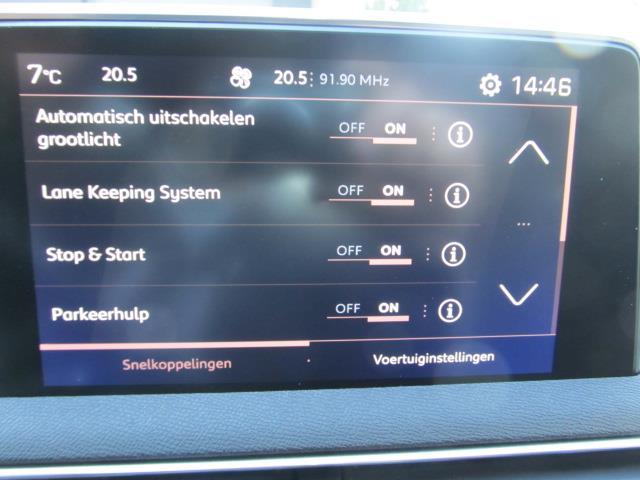 7°C 20.5 20.5 91.90 MHz 14:46
Automatisch uitschakelen
grootlicht OFF ON i
Lane Keeping System OFF ON i
Stop & Start OFF ON i
Parkeerhulp OFF ON i
Snelkoppelingen Voertuiginstellingen